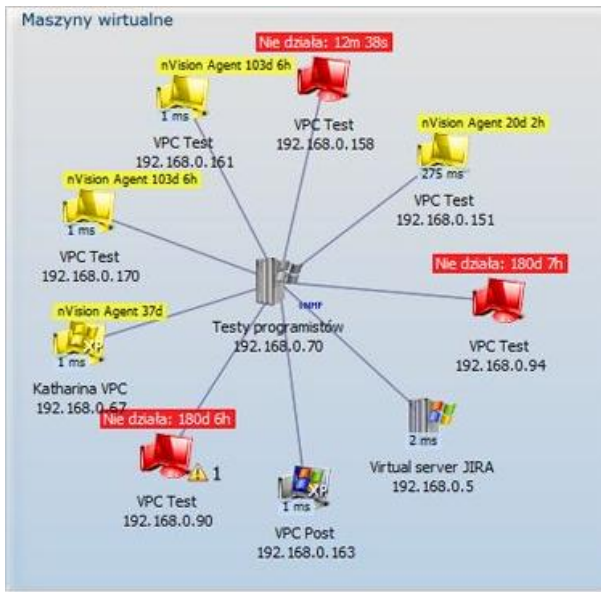 Maszyny wirtualne
Nie działa: 12m 38s
VPC Test
192.168.0.158
nVision Agent 103d 6h
1 ms
VPC Test
192.168.0.161
nVision Agent 20d 2h
275 ms
VPC Test
192.168.0.151
nVision Agent 103d 6h
1 ms
VPC Test
192.168.0.170
Nie działa: 180d 7h
VPC Test
192.168.0.94
SNMP
Testy programistów
192.168.0.70
nVision Agent 37d
XP
1 ms
Katharina VPC
192.168.0.67
Nie działa: 180d 6h
1
VPC Test
192.168.0.90
2 ms
Virtual server JIRA
192.168.0.5
XP
1 ms
VPC Post
192.168.0.163